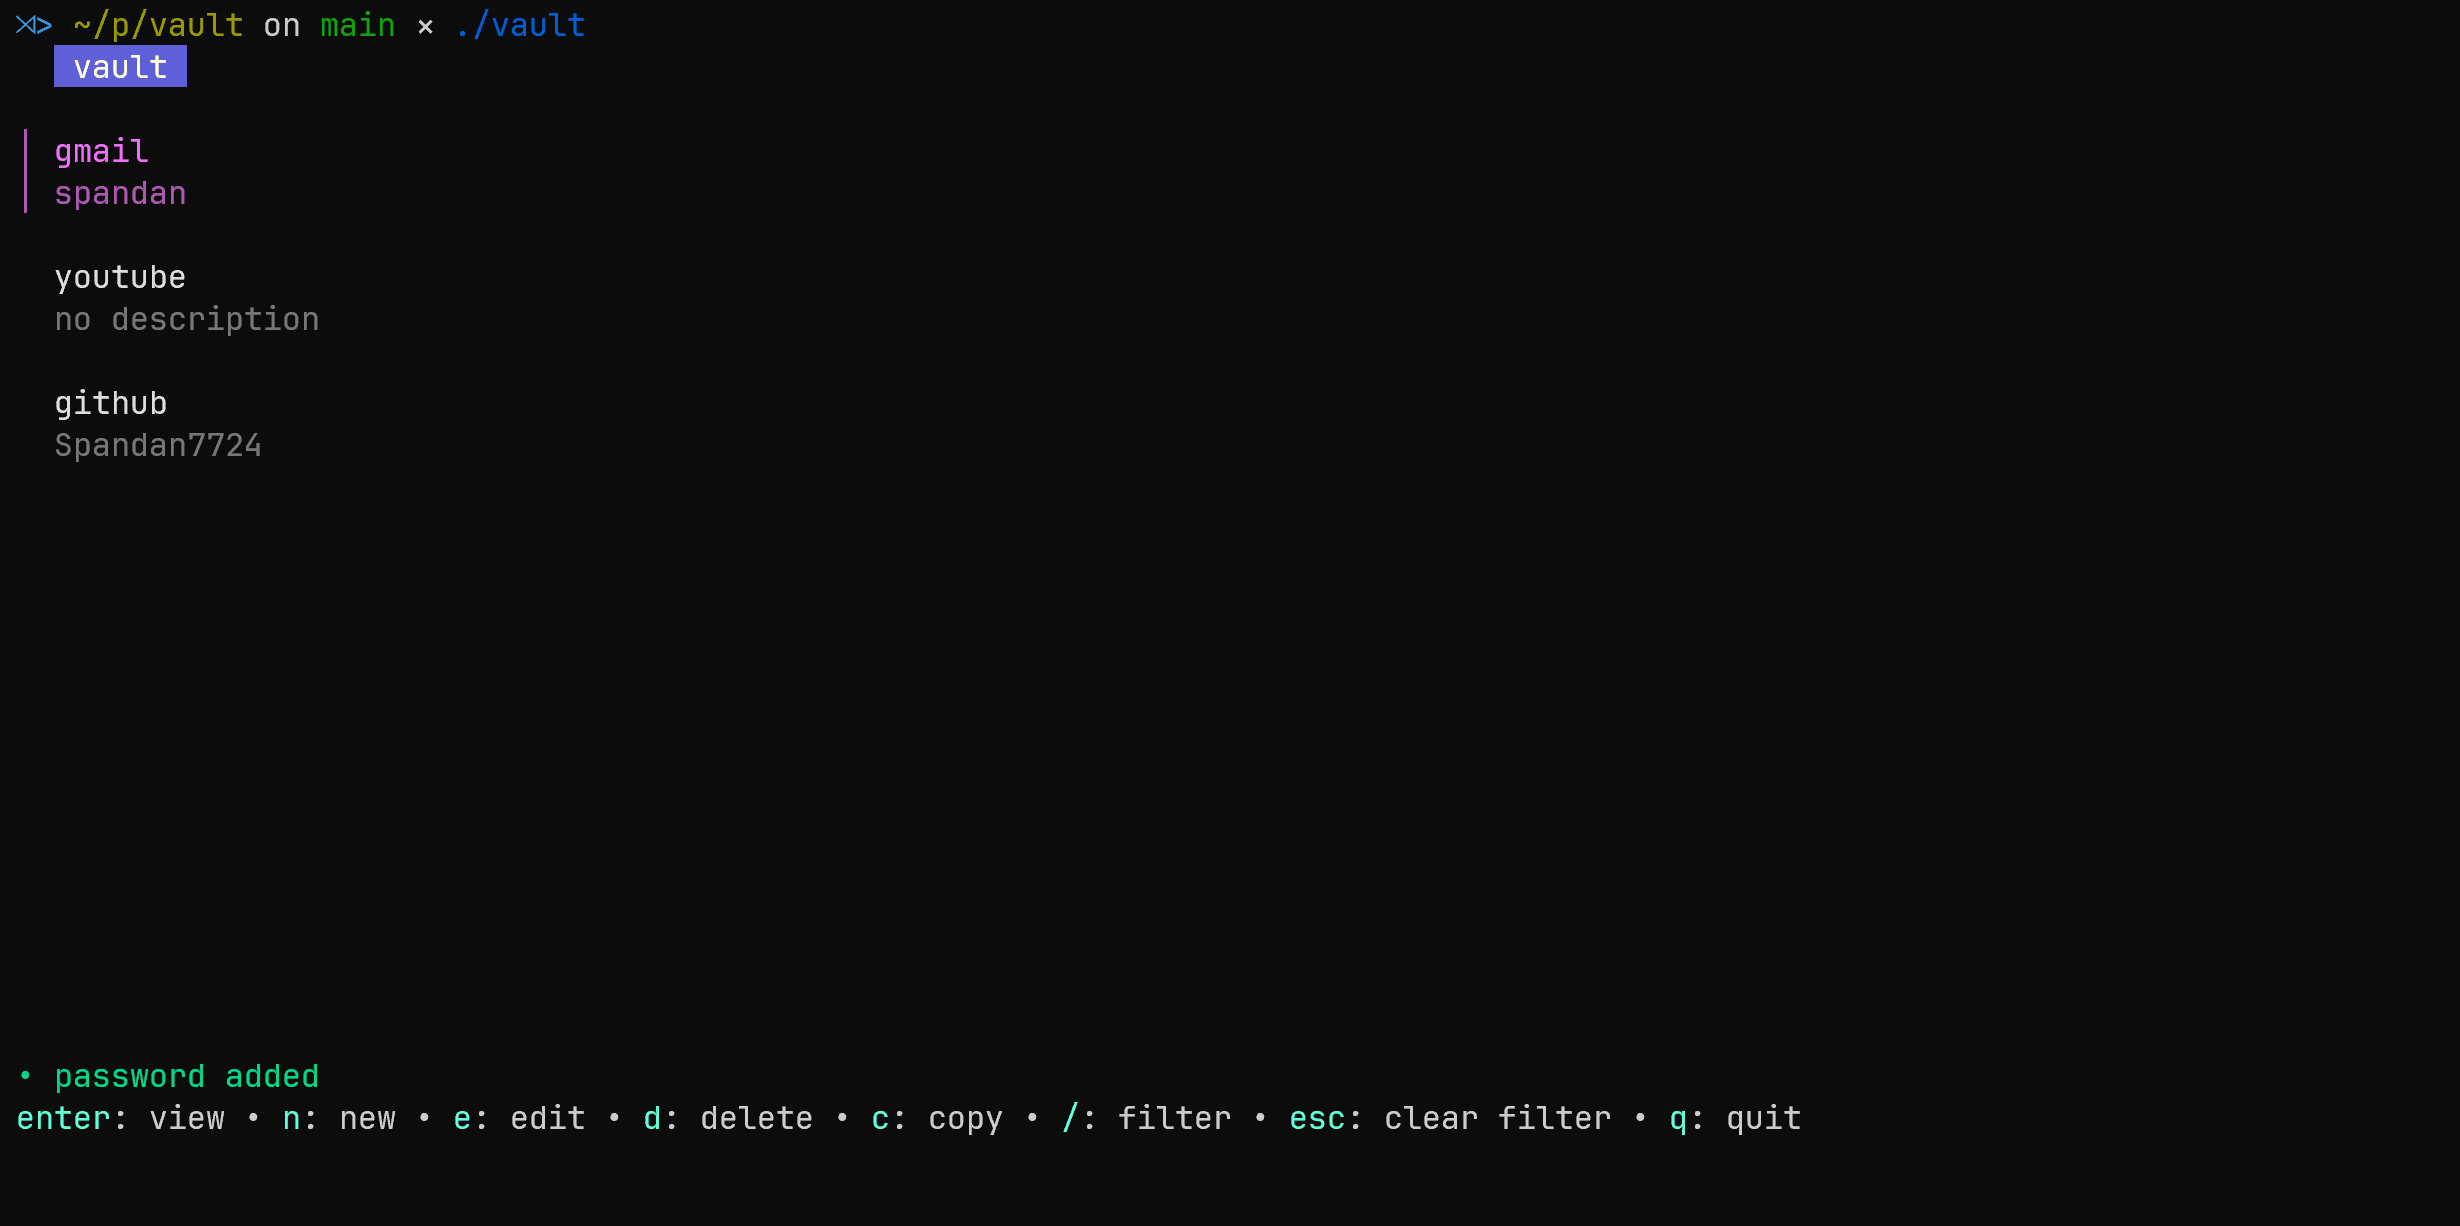 ⋊> ~/p/vault on main × ./vault
vault
gmail
spandan
youtube
no description
github
Spandan7724
• password added
enter: view • n: new • e: edit • d: delete • c: copy • /: filter • esc: clear filter • q: quit